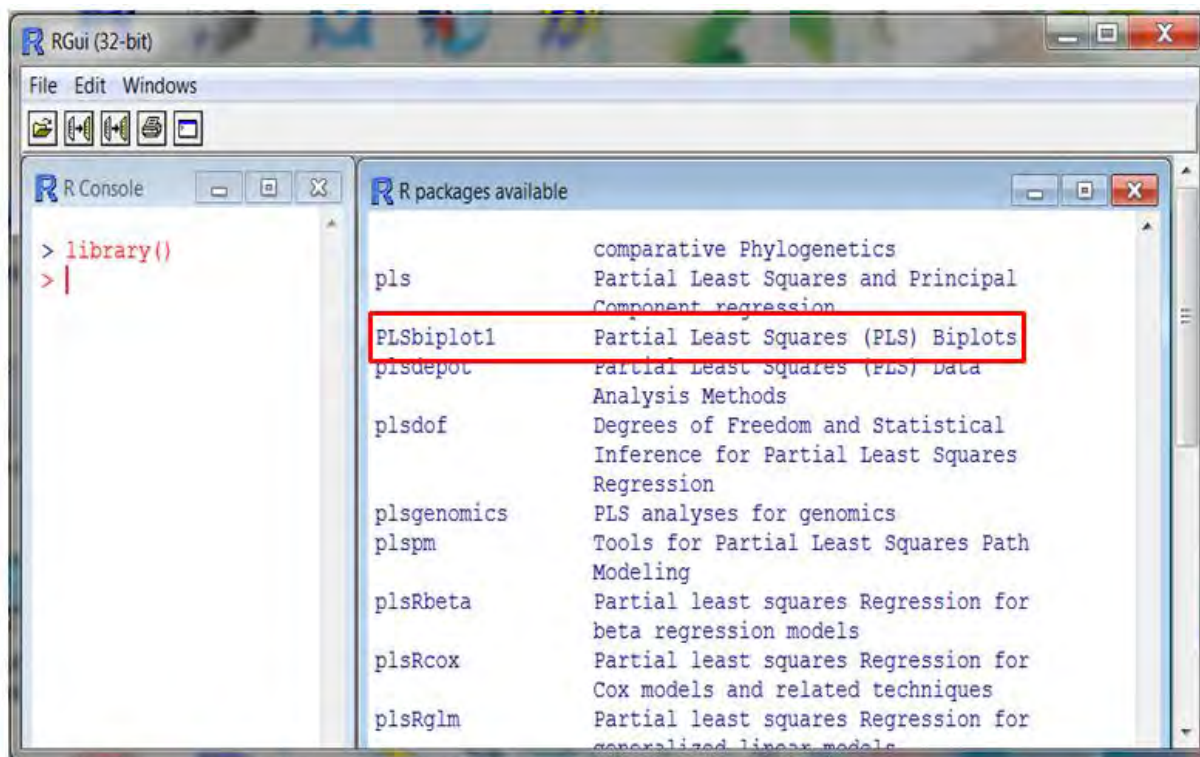 RGui (32-bit)
File Edit Windows
R Console
> library()
>
R packages available
comparative Phylogenetics
pls Partial Least Squares and Principal
Component regression
PLSbiplot1 Partial Least Squares (PLS) Biplots
plsdepot Partial Least Squares (PLS) Data
Analysis Methods
plsdof Degrees of Freedom and Statistical
Inference for Partial Least Squares
Regression
plsgenomics PLS analyses for genomics
plspm Tools for Partial Least Squares Path
Modeling
plsRbeta Partial least squares Regression for
beta regression models
plsRcox Partial least squares Regression for
Cox models and related techniques
plsRglm Partial least squares Regression for
generalized linear models